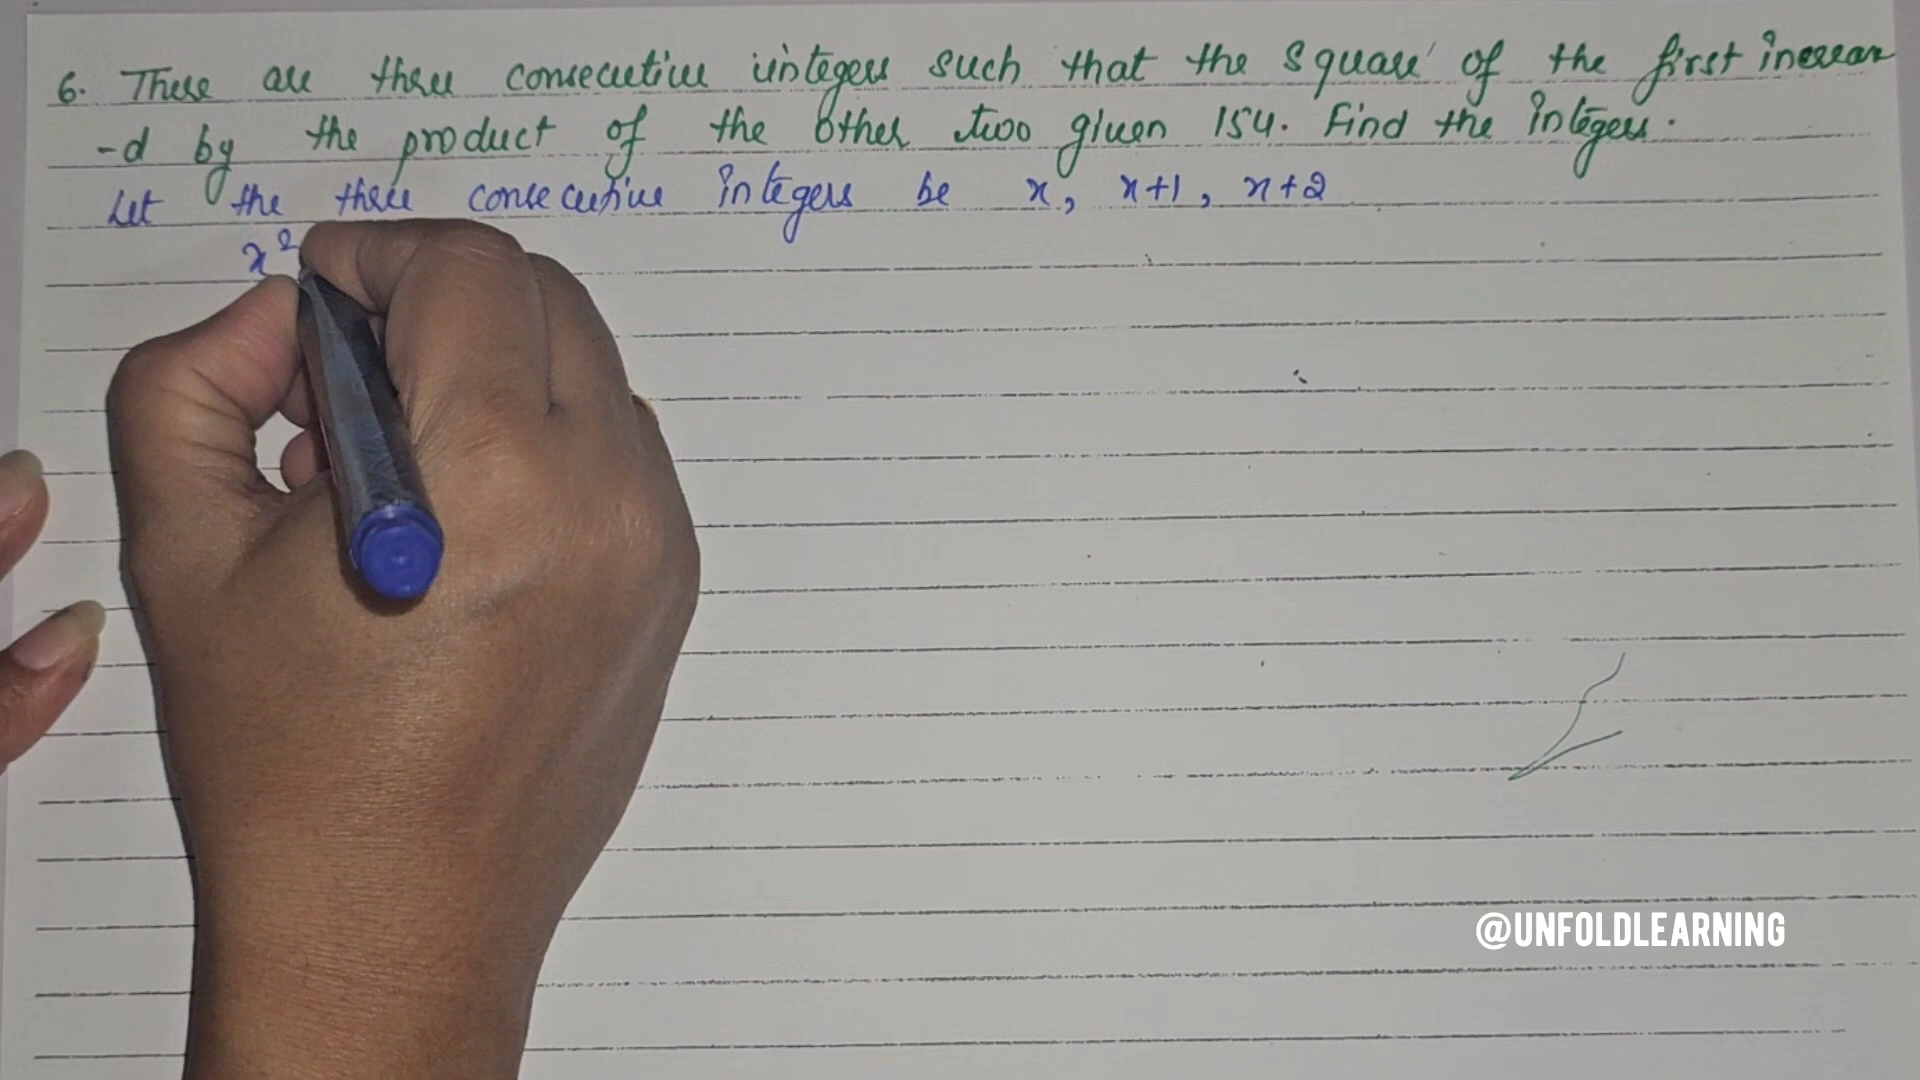 6. There are three consecutive integers such that the square of the first increas
-d by the product of the other two given 154. Find the integers.
Let the three consecutive integers be x, x+1, x+2
x²
@UNFOLDLEARNING